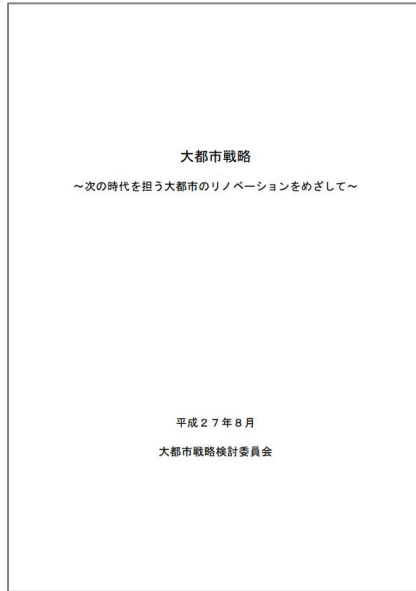 大都市戦略
～次の時代を担う大都市のリノベーションをめざして～
平成２７年８月
大都市戦略検討委員会